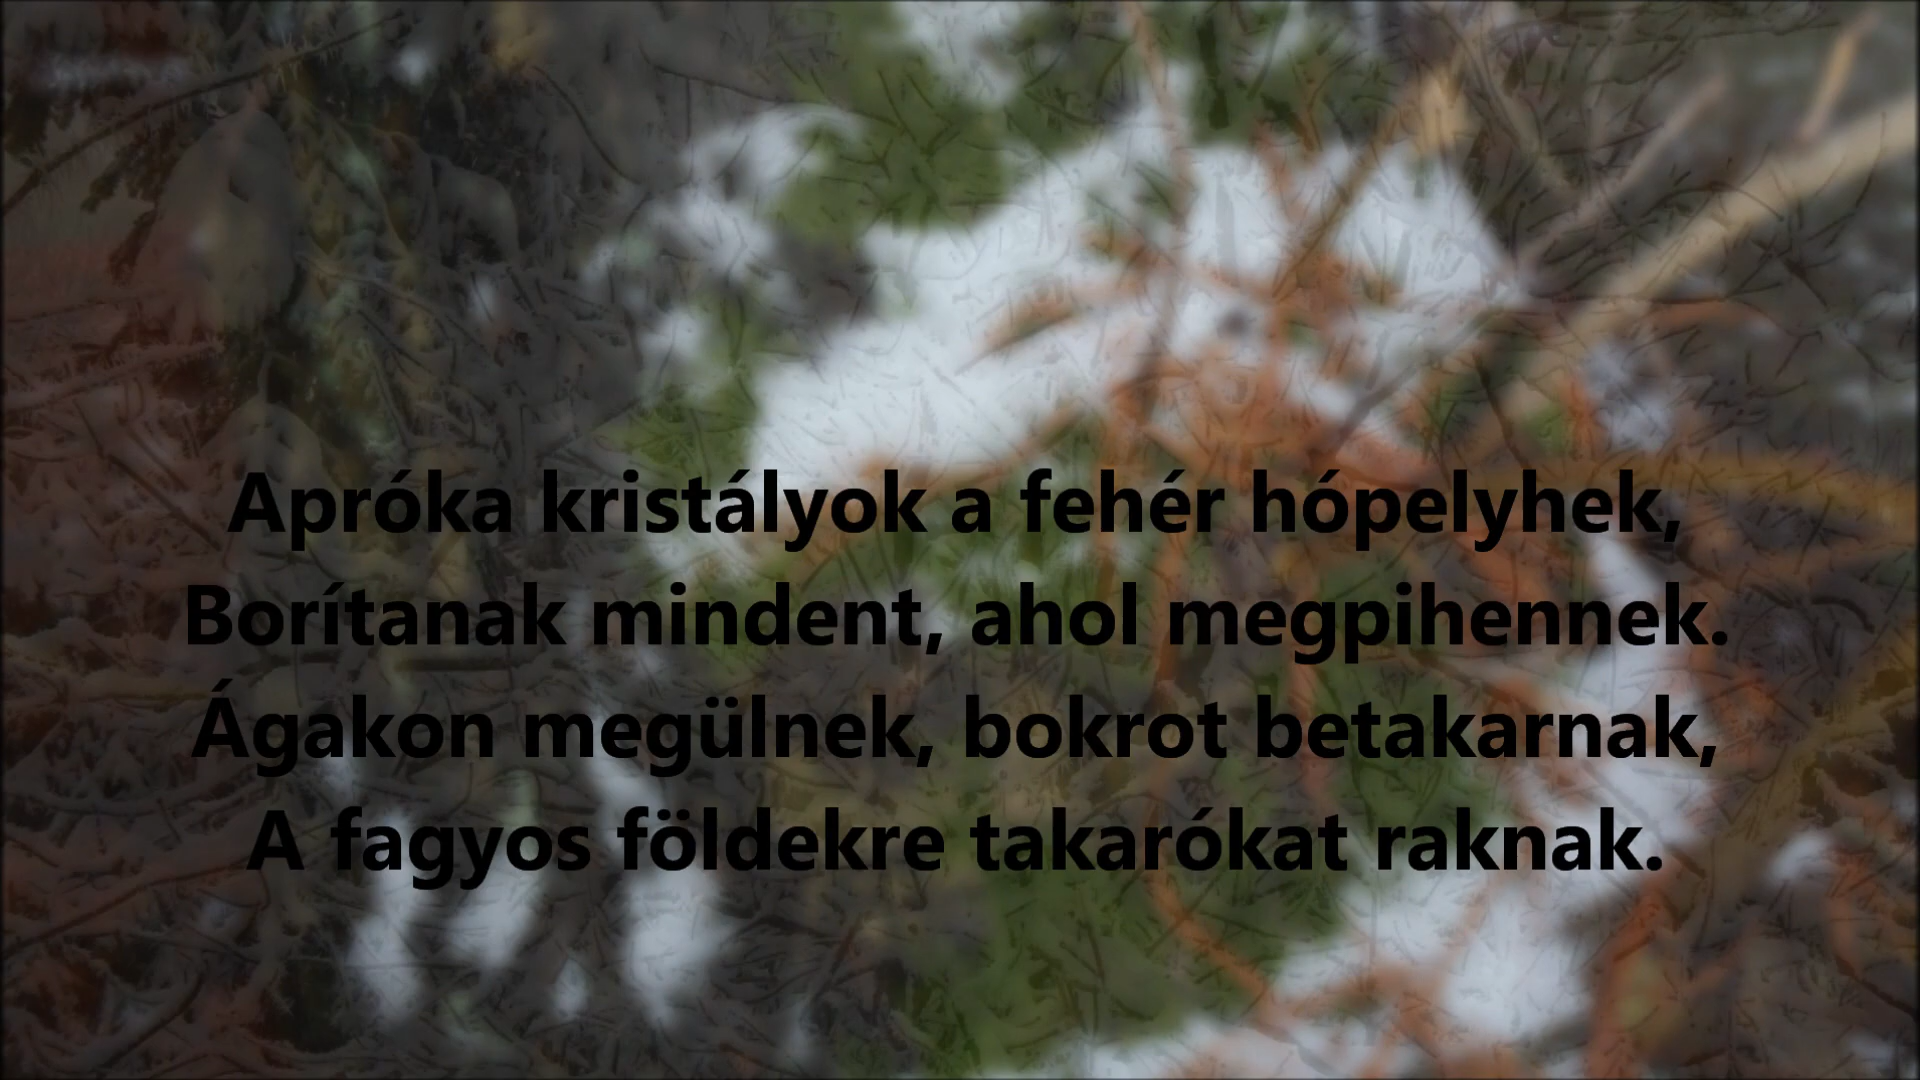 Apróka kristályok a fehér hópelyhek,
Borítanak mindent, ahol megpihennek.
Ágakon megülnek, bokrot betakarnak,
A fagyos földekre takarókat raknak.